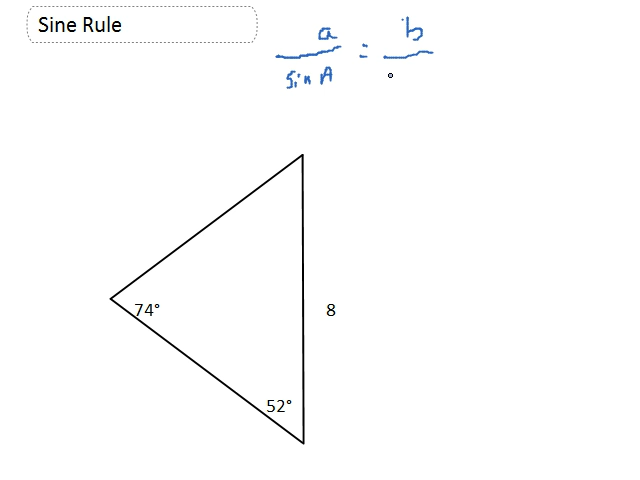 Sine Rule
a = b
sin A
74°
8
52°